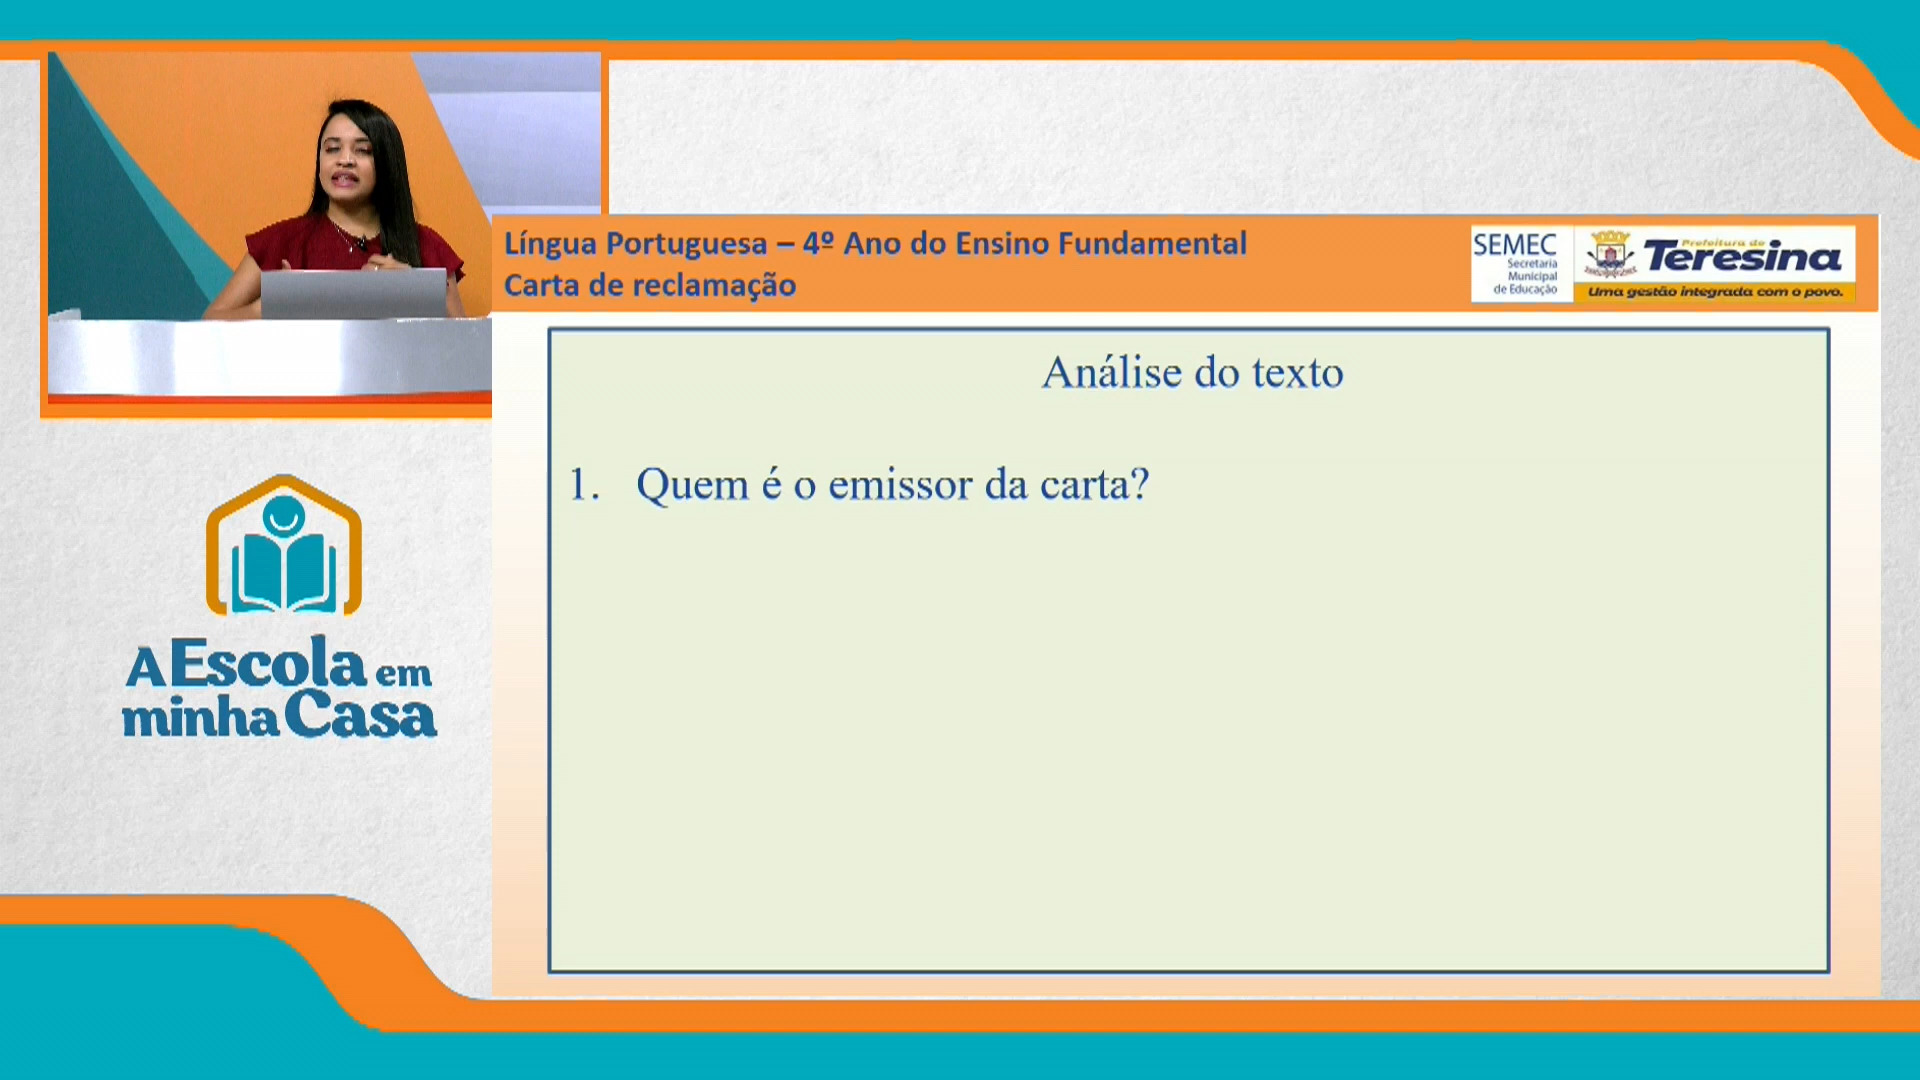 Língua Portuguesa – 4º Ano do Ensino Fundamental
Carta de reclamação
SEMEC
Secretaria
Municipal
de Educação
Prefeitura de
Teresina
Uma gestão integrada com o povo.
Análise do texto
1. Quem é o emissor da carta?
A Escola em
minha Casa